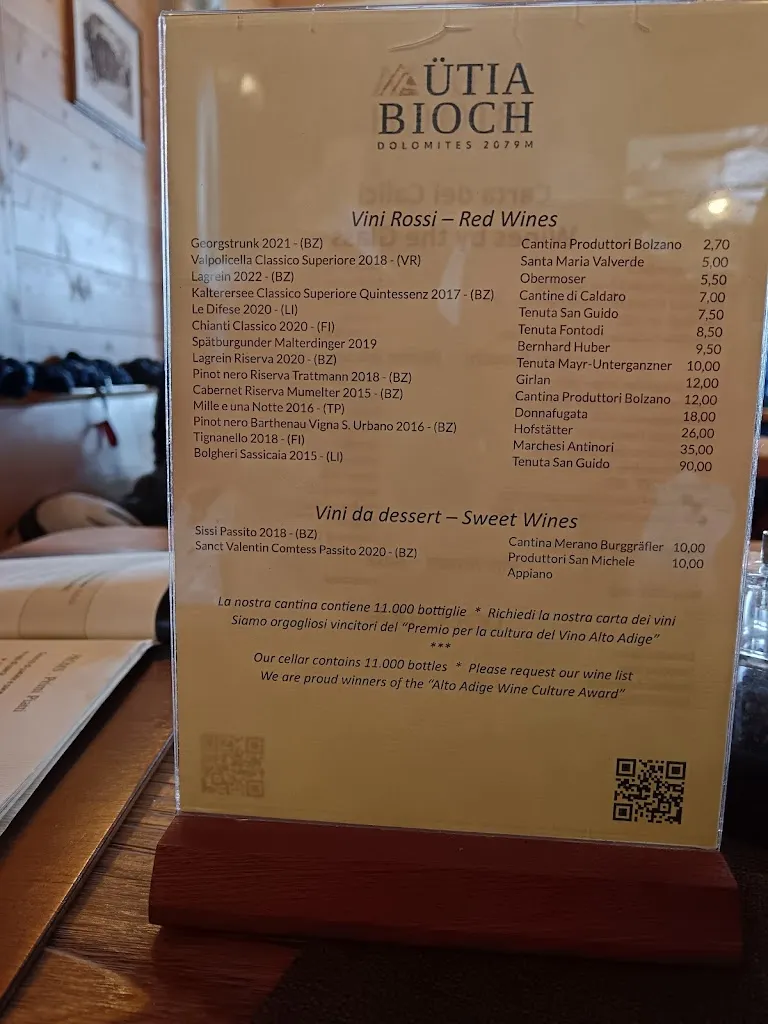 ÜTIA
BIOCH
DOLOMITES 2079M
Vini Rossi – Red Wines
Georgstrunk 2021 - (BZ) Cantina Produttori Bolzano 2,70
Valpolicella Classico Superiore 2018 - (VR) Santa Maria Valverde 5,00
Lagrein 2022 - (BZ) Obermoser 5,50
Kalterersee Classico Superiore Quintessenz 2017 - (BZ) Cantine di Caldaro 7,00
Le Difese 2020 - (LI) Tenuta San Guido 7,50
Chianti Classico 2020 - (FI) Tenuta Fontodi 8,50
Spätburgunder Malterdinger 2019 Bernhard Huber 9,50
Lagrein Riserva 2020 - (BZ) Tenuta Mayr-Unterganzner 10,00
Pinot nero Riserva Trattmann 2018 - (BZ) Girlan 12,00
Cabernet Riserva Mumelter 2015 - (BZ) Cantina Produttori Bolzano 12,00
Mille e una Notte 2016 - (TP) Donnafugata 18,00
Pinot nero Barthenau Vigna S. Urbano 2016 - (BZ) Hofstätter 26,00
Tignanello 2018 - (FI) Marchesi Antinori 35,00
Bolgheri Sassicaia 2015 - (LI) Tenuta San Guido 90,00
Vini da dessert – Sweet Wines
Sissi Passito 2018 - (BZ) Cantina Merano Burggräfler 10,00
Sanct Valentin Comtess Passito 2020 - (BZ) Produttori San Michele 10,00
Appiano
La nostra cantina contiene 11.000 bottiglie * Richiedi la nostra carta dei vini
Siamo orgogliosi vincitori del "Premio per la cultura del Vino Alto Adige"
***
Our cellar contains 11.000 bottles * Please request our wine list
We are proud winners of the "Alto Adige Wine Culture Award"